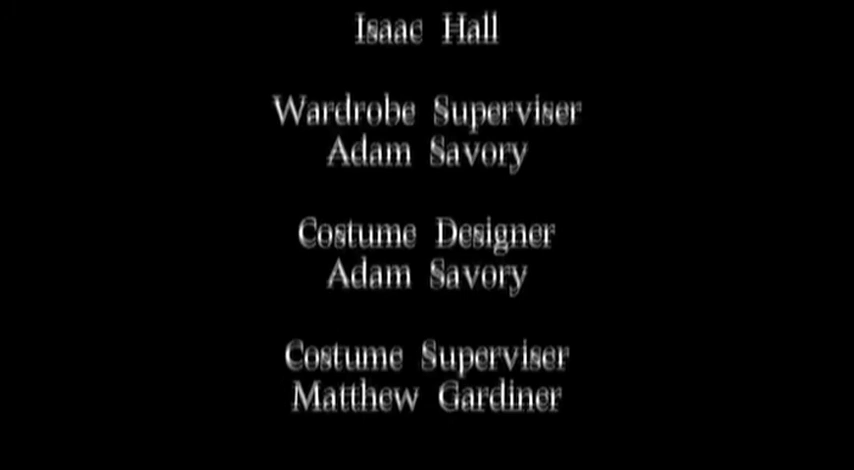 Isaac Hall
Wardrobe Superviser
Adam Savory
Costume Designer
Adam Savory
Costume Superviser
Matthew Gardiner